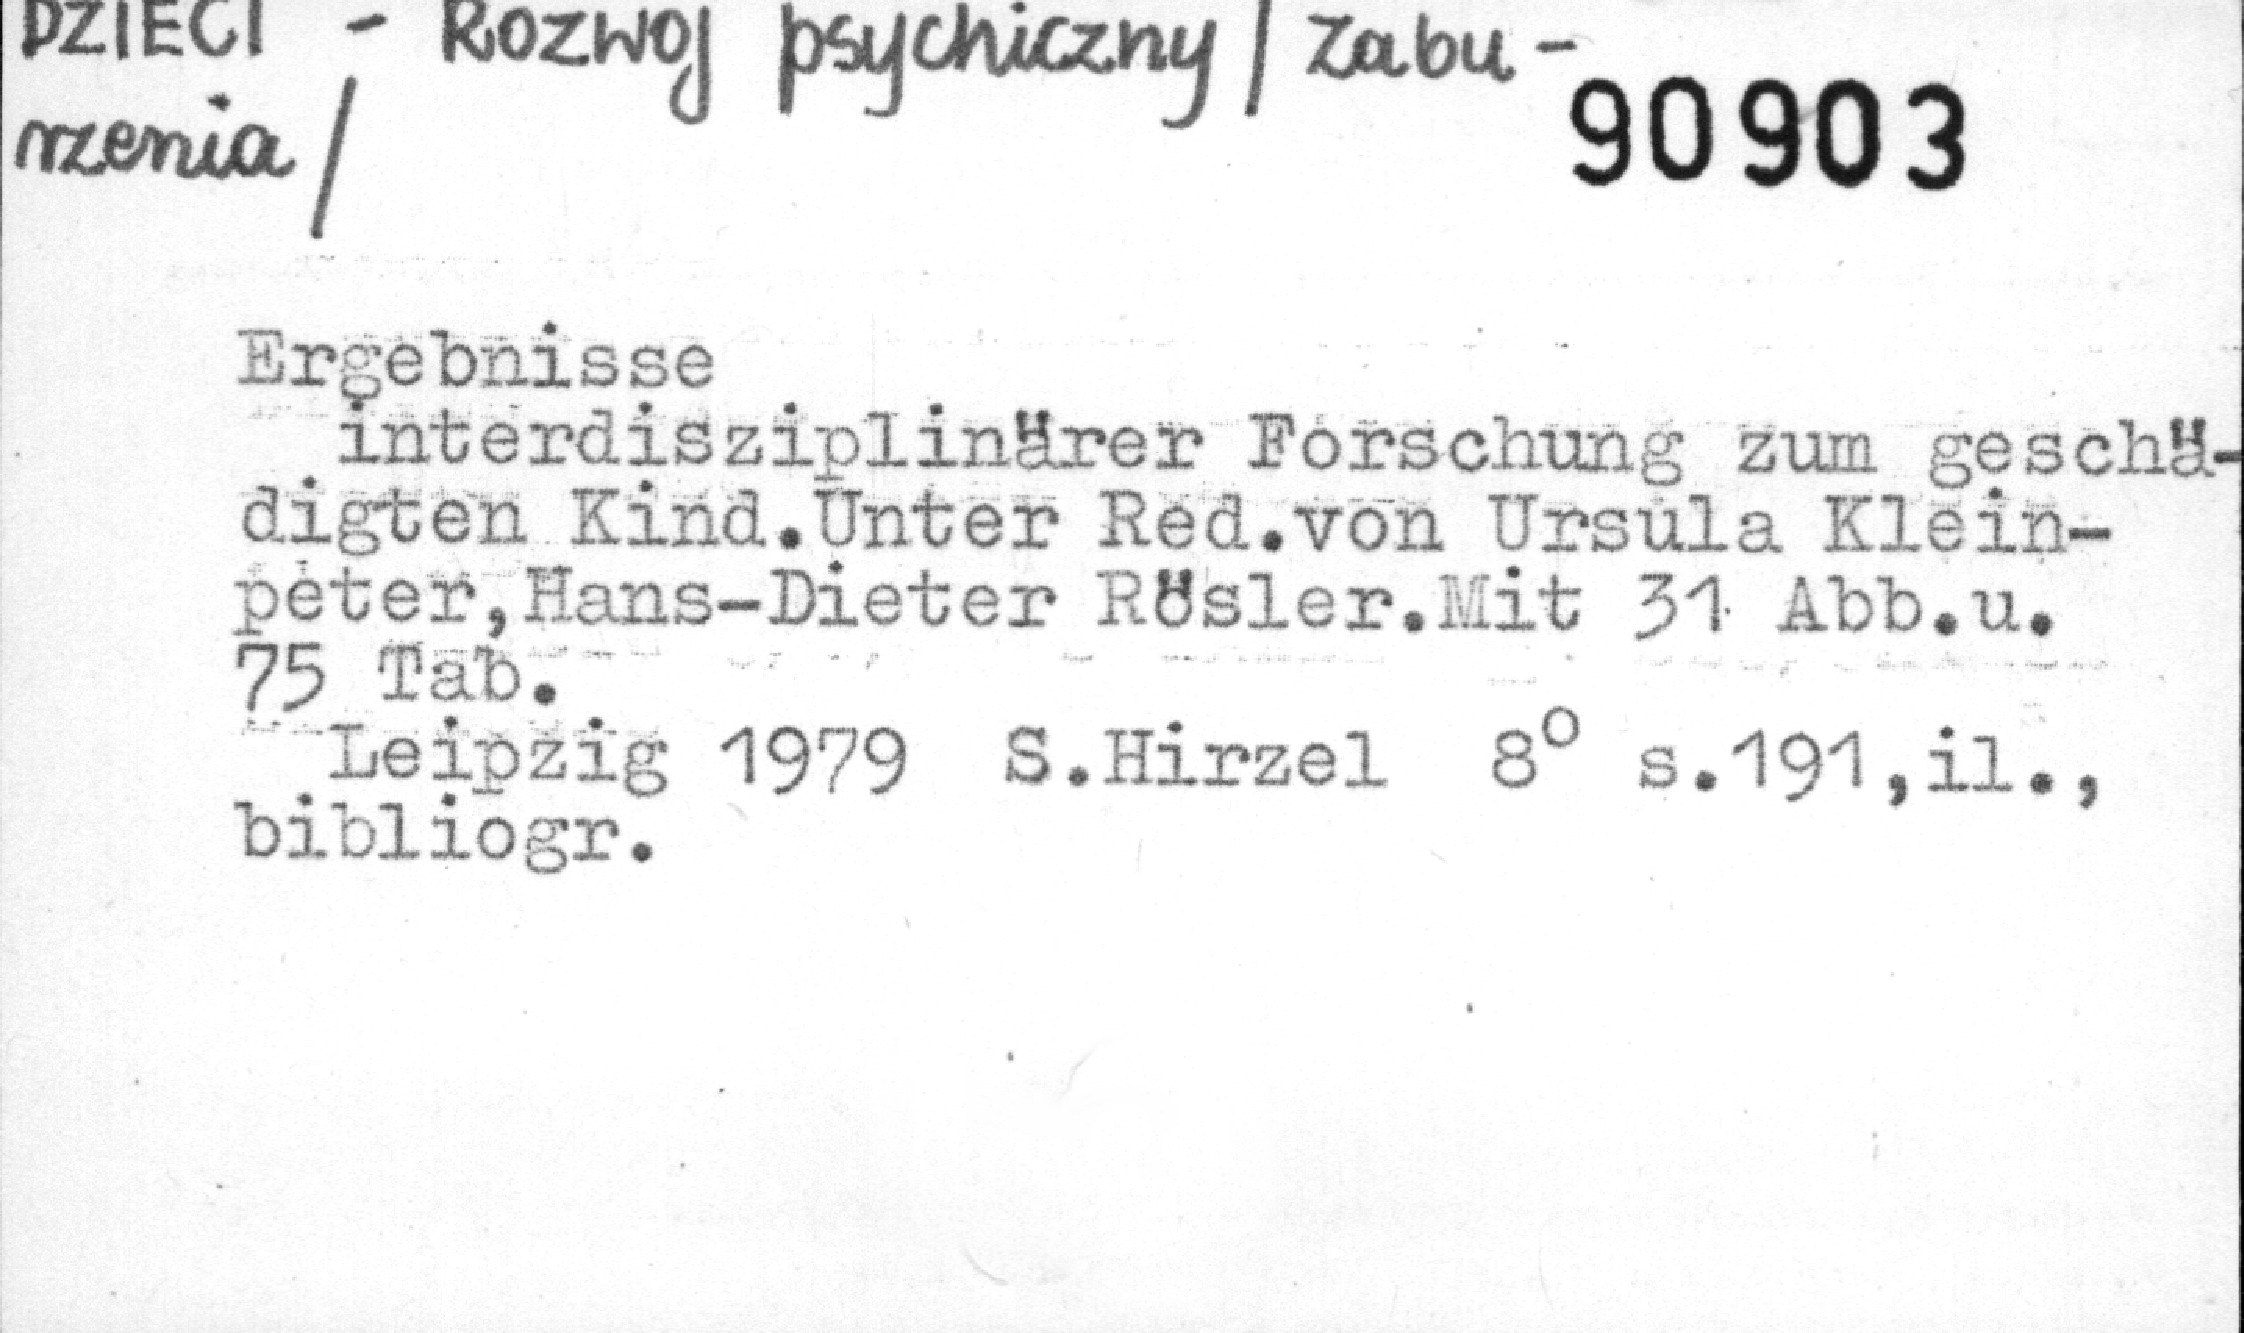 DZIECI - Rozwoj psychiczny / Zabu-
rzenia /
90903
Ergebnisse
interdisziplinärer Forschung zum geschä-
digten Kind.Unter Red.von Ursula Klein-
peter,Hans-Dieter Rösler.Mit 31 Abb.u.
75 Tab.
Leipzig 1979 S.Hirzel 8° s.191,il.,
bibliogr.